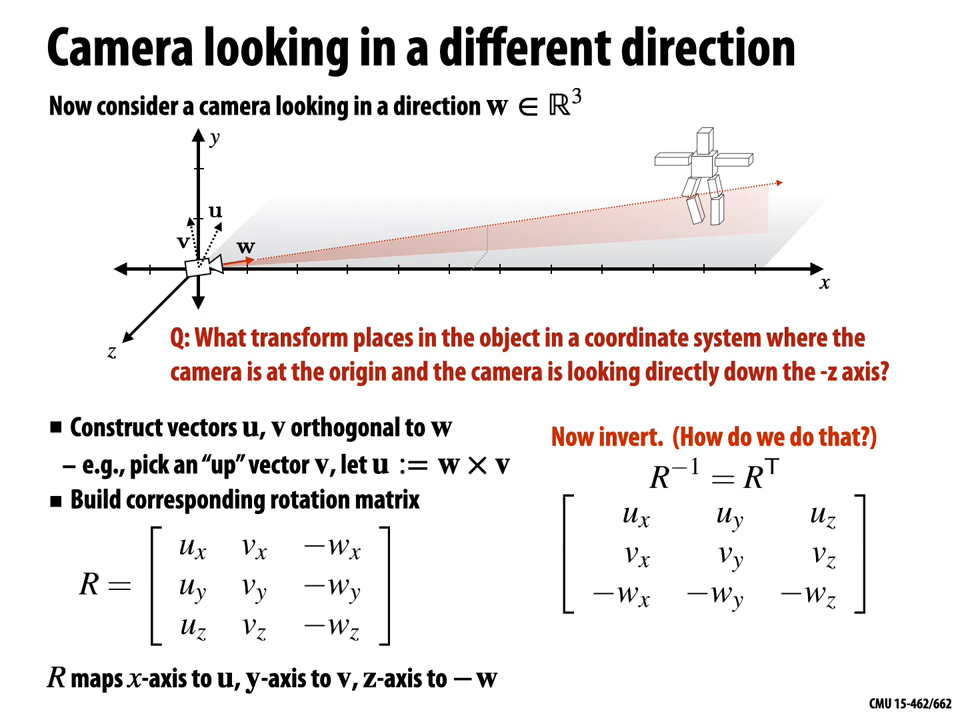 Camera looking in a different direction
Now consider a camera looking in a direction w ∈ ℝ³
y
u
v
w
x
z
Q: What transform places in the object in a coordinate system where the
camera is at the origin and the camera is looking directly down the -z axis?
■ Construct vectors u, v orthogonal to w
– e.g., pick an “up” vector v, let u := w × v
■ Build corresponding rotation matrix
R = [ u_x v_x −w_x
u_y v_y −w_y
u_z v_z −w_z ]
R maps x-axis to u, y-axis to v, z-axis to −w
Now invert. (How do we do that?)
R⁻¹ = Rᵀ
[ u_x u_y u_z
v_x v_y v_z
−w_x −w_y −w_z ]
CMU 15-462/662